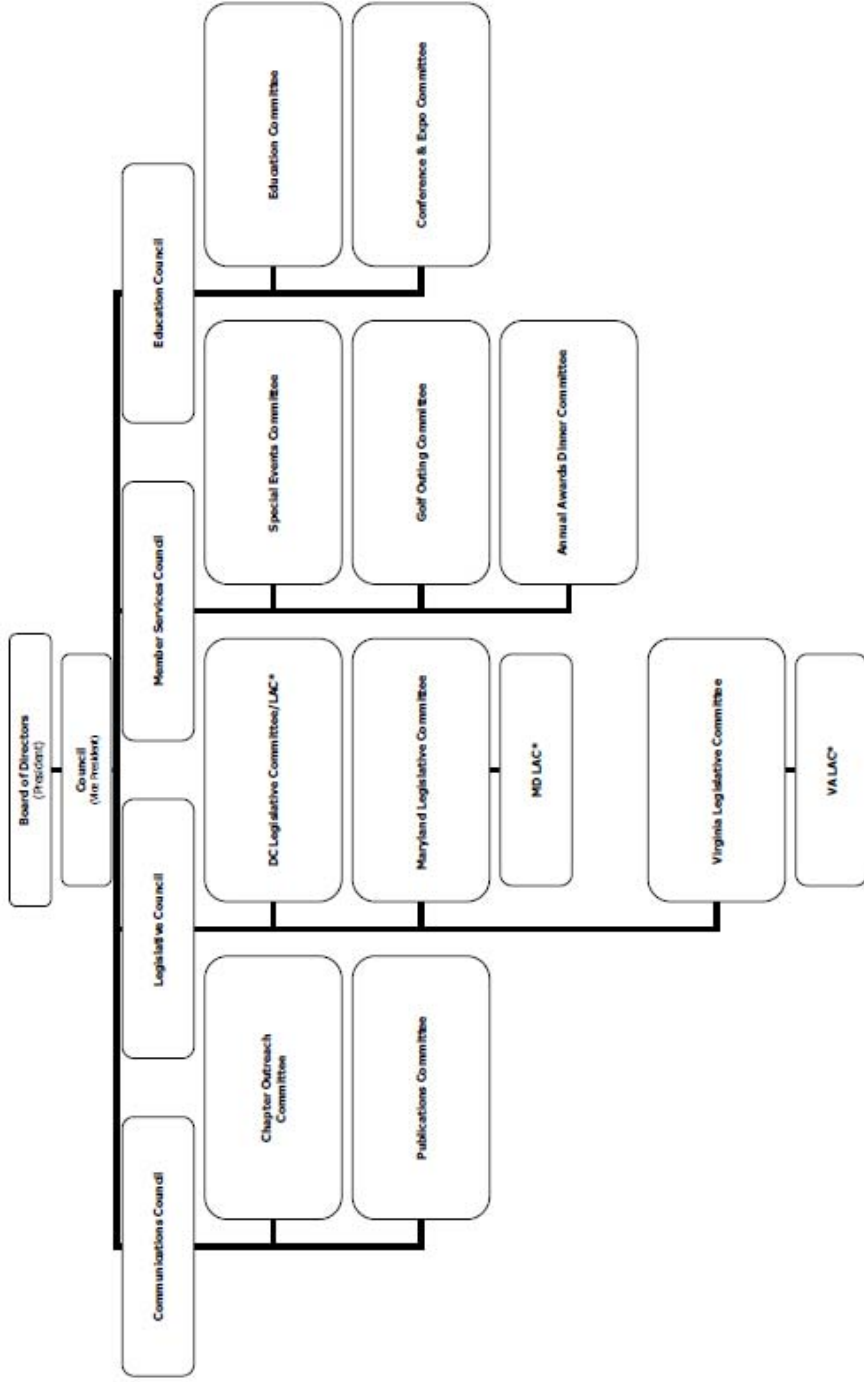 Board of Directors
(President)
Council
(Vice President)
Communications Council
Chapter Outreach
Committee
Publications Committee
Legislative Council
DC Legislative Committee/LAC*
Maryland Legislative Committee
MD LAC*
Virginia Legislative Committee
VA LAC*
Member Services Council
Special Events Committee
Golf Outing Committee
Annual Awards Dinner Committee
Education Council
Education Committee
Conference & Expo Committee